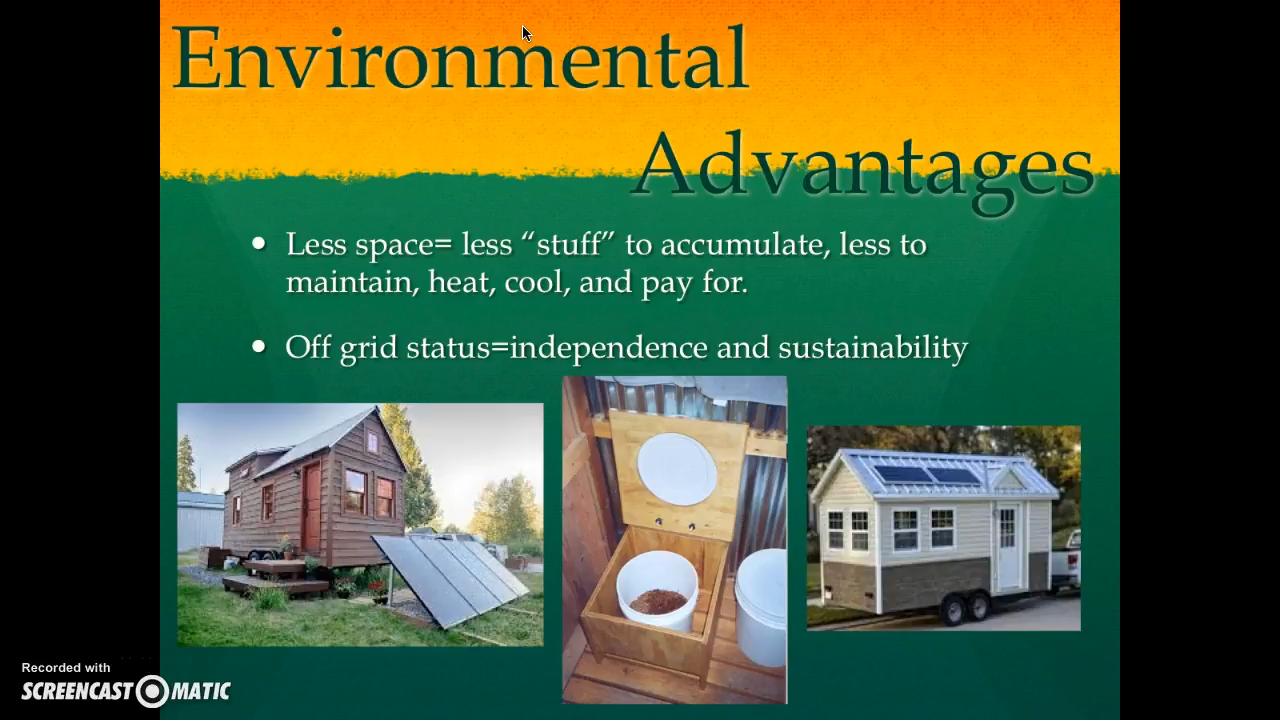 Environmental
Advantages
• Less space= less “stuff” to accumulate, less to
maintain, heat, cool, and pay for.
• Off grid status=independence and sustainability
Recorded with
SCREENCAST MATIC